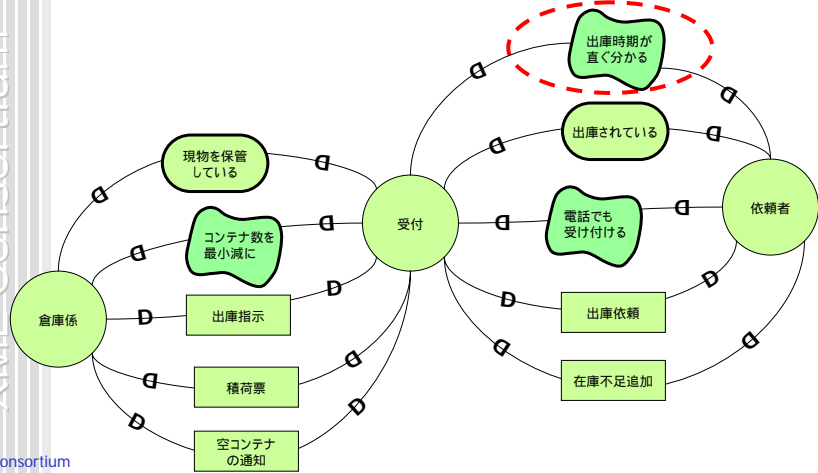 出庫時期が
直ぐ分かる
D
D
出庫されている
D
D
現物を保管
している
D
D
電話でも
受け付ける
D
D
依頼者
受付
コンテナ数を
最小減に
D
D
倉庫係
出庫指示
D
D
出庫依頼
D
D
積荷票
D
D
在庫不足追加
D
D
空コンテナ
の通知
D
D
onsortium